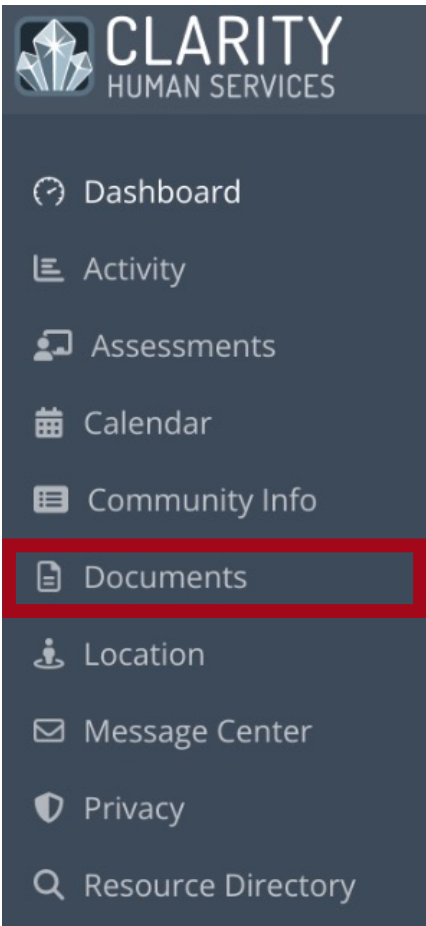 CLARITY
HUMAN SERVICES
Dashboard
Activity
Assessments
Calendar
Community Info
Documents
Location
Message Center
Privacy
Resource Directory